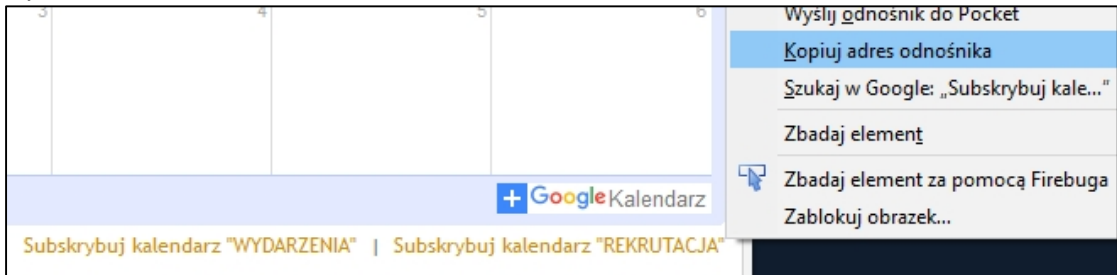 3 4 5 6
Wyślij odnośnik do Pocket
Kopiuj adres odnośnika
Szukaj w Google: „Subskrybuj kale..."
Zbadaj element
Zbadaj element za pomocą Firebuga
Zablokuj obrazek...
+ Google Kalendarz
Subskrybuj kalendarz "WYDARZENIA" | Subskrybuj kalendarz "REKRUTACJA"